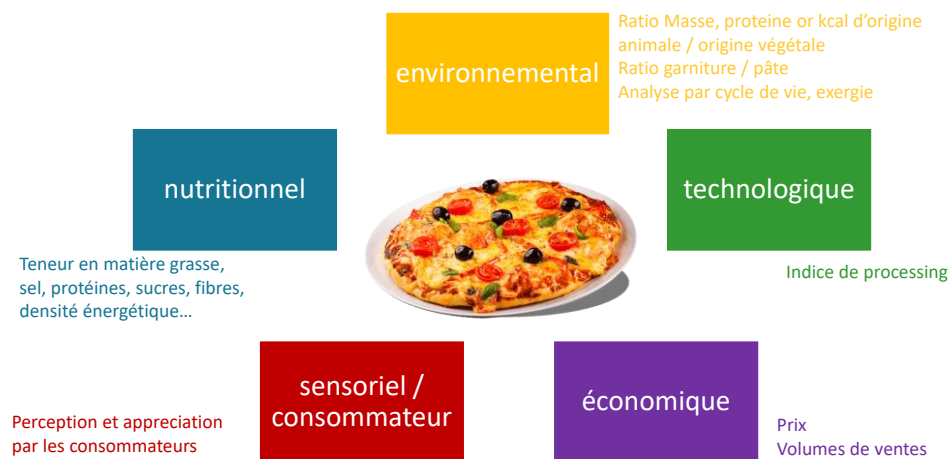 environnemental
Ratio Masse, proteine or kcal d'origine
animale / origine végétale
Ratio garniture / pâte
Analyse par cycle de vie, exergie
nutritionnel
Teneur en matière grasse,
sel, protéines, sucres, fibres,
densité énergétique…
technologique
Indice de processing
sensoriel /
consommateur
Perception et appreciation
par les consommateurs
économique
Prix
Volumes de ventes